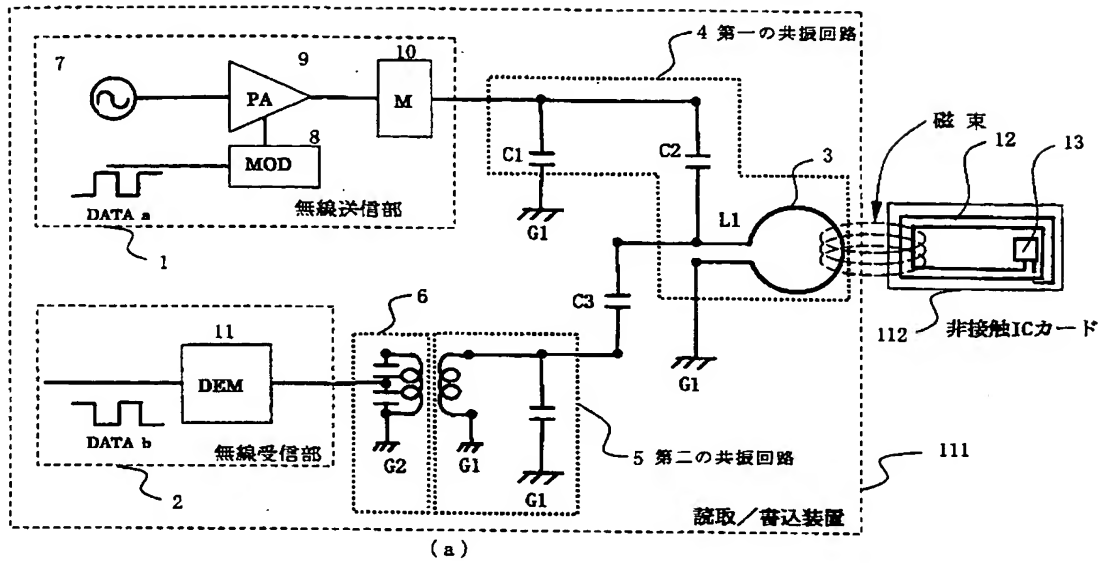 4 第一の共振回路
7
9
10
PA
M
8
MOD
DATA a
無線送信部
1
C1
G1
C2
3
L1
磁 束
12
13
C3
G1
112
非接触ICカード
6
11
DEM
DATA b
無線受信部
2
G2
G1
G1
5 第二の共振回路
111
読取／書込装置
(a)